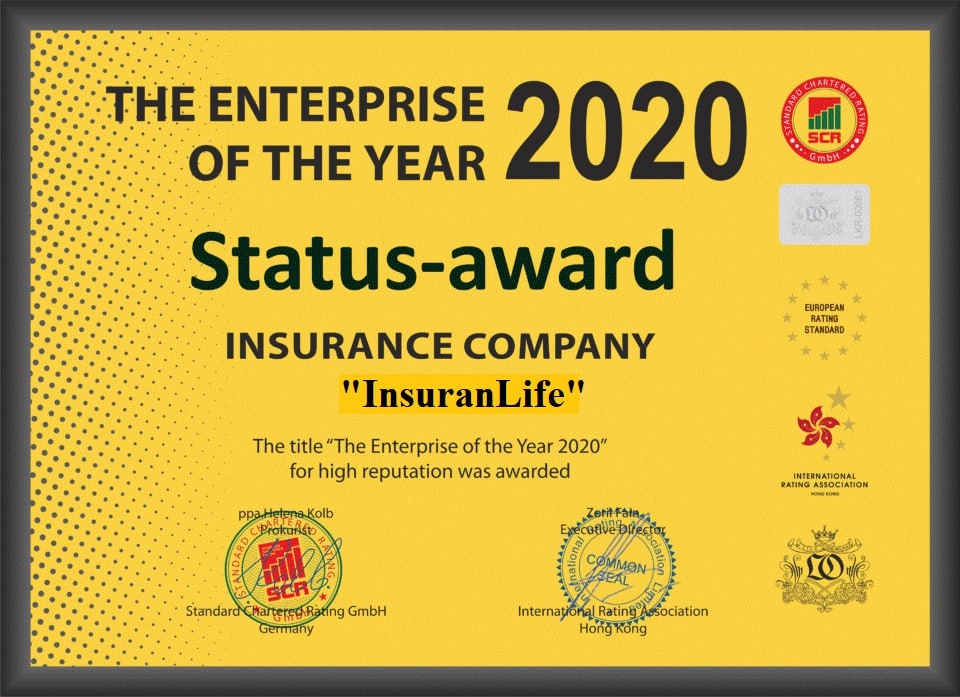 THE ENTERPRISE
OF THE YEAR
2020
STANDARD CHARTERED RATING
SCR
GmbH
Status-award
LKR-00981
INSURANCE COMPANY
"InsuranLife"
EUROPEAN
RATING
STANDARD
The title “The Enterprise of the Year 2020”
for high reputation was awarded
INTERNATIONAL
RATING ASSOCIATION
HONG KONG
ppa.Helena Kolb
Prokurist
STANDARD CHARTERED RATING
SCR
GmbH
Standard Chartered Rating GmbH
Germany
Zoril Fain
Executive Director
International Rating Association Limited
COMMON
SEAL
International Rating Association
Hong Kong